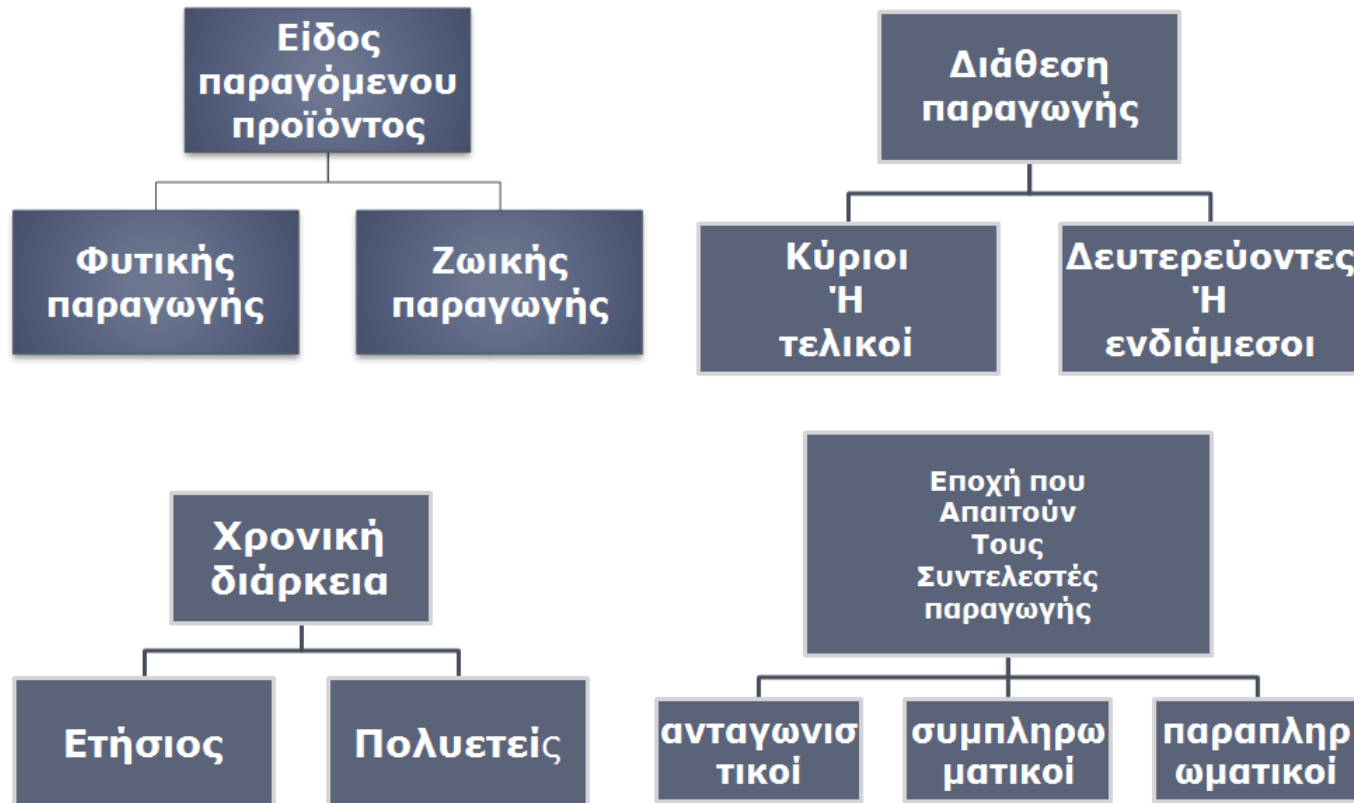 Είδος
παραγόμενου
προϊόντος
Φυτικής
παραγωγής
Ζωικής
παραγωγής
Διάθεση
παραγωγής
Κύριοι
Ή
τελικοί
Δευτερεύοντες
Ή
ενδιάμεσοι
Χρονική
διάρκεια
Ετήσιος
Πολυετείς
Εποχή που
Απαιτούν
Τους
Συντελεστές
παραγωγής
ανταγωνισ
τικοί
συμπληρω
ματικοί
παραπληρ
ωματικοί